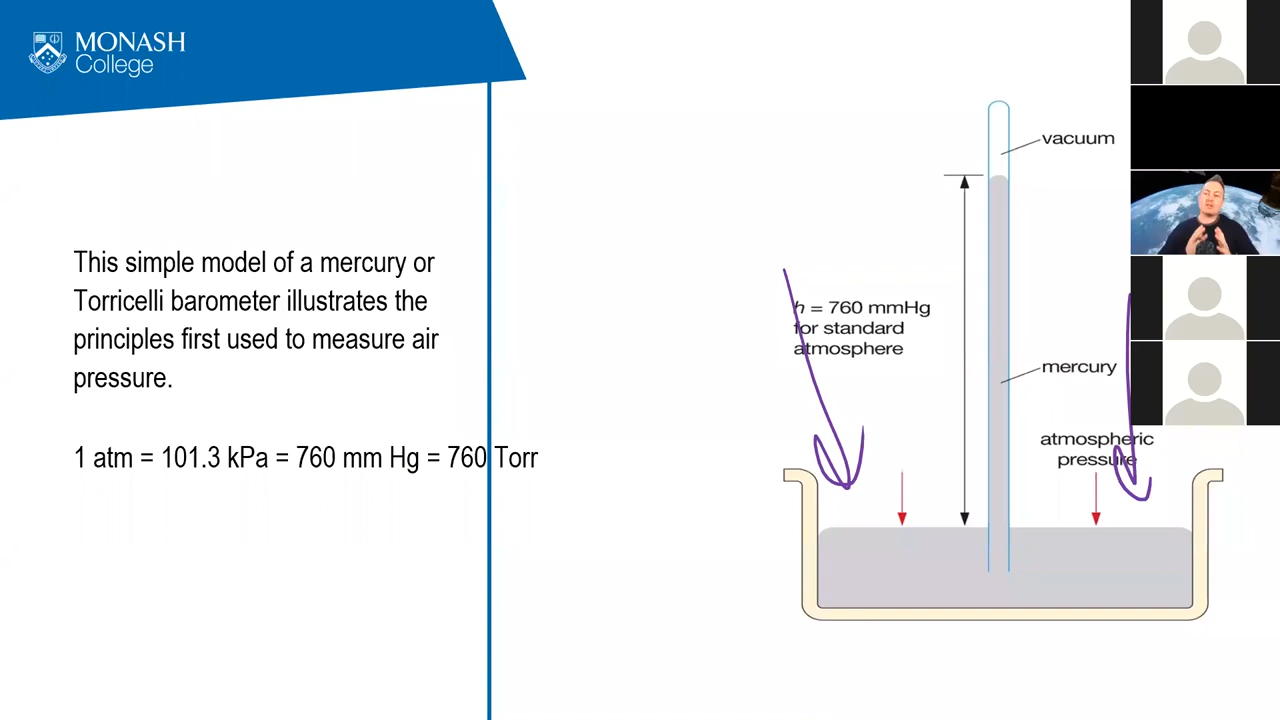 MONASH
College
This simple model of a mercury or
Torricelli barometer illustrates the
principles first used to measure air
pressure.
1 atm = 101.3 kPa = 760 mm Hg = 760 Torr
vacuum
h = 760 mmHg
for standard
atmosphere
mercury
atmospheric
pressure